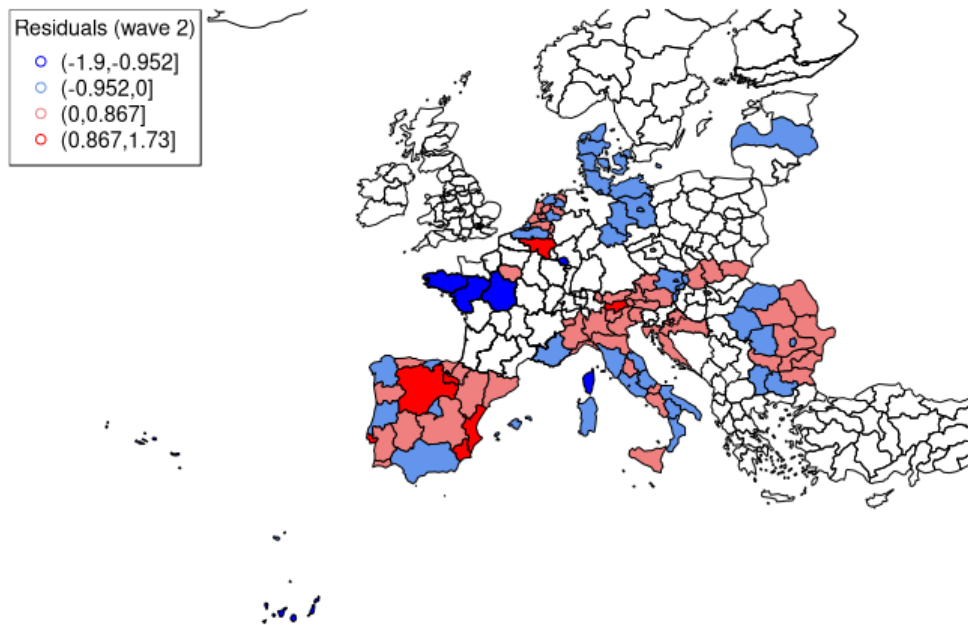 Residuals (wave 2)
(-1.9,-0.952]
(-0.952,0]
(0,0.867]
(0.867,1.73]